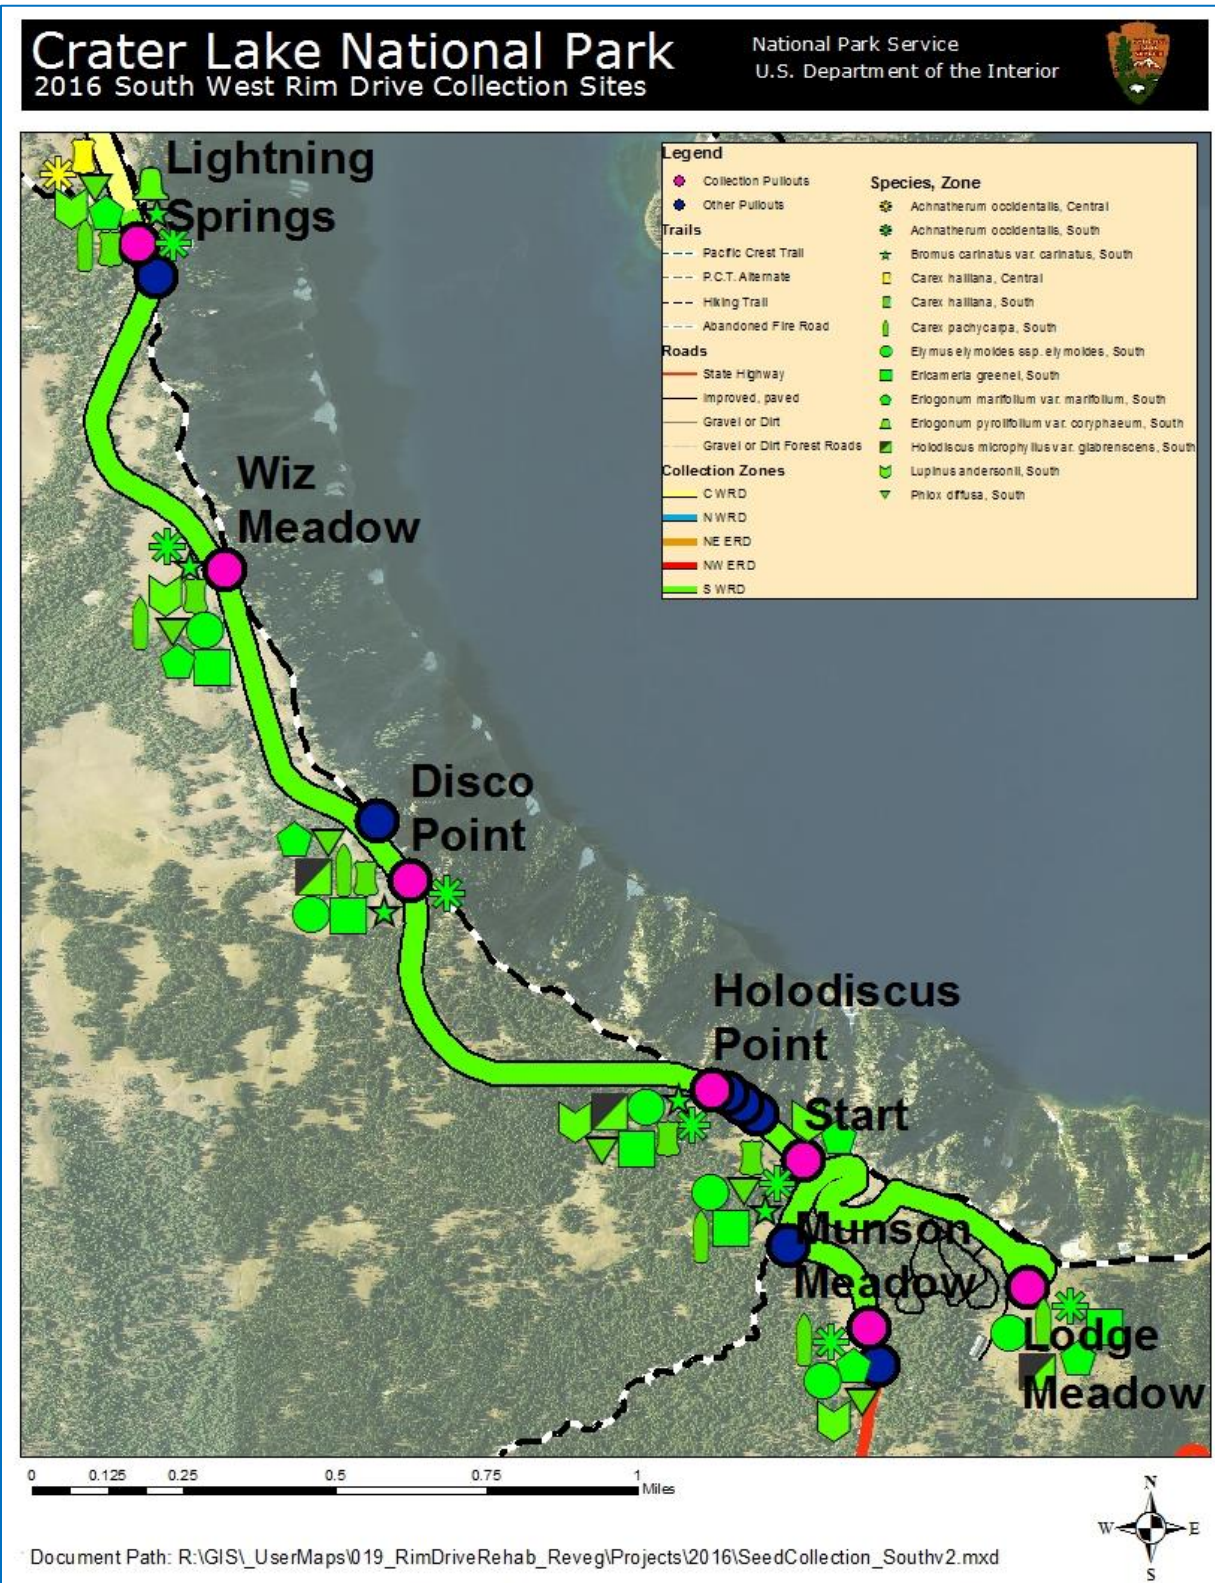 Crater Lake National Park
2016 South West Rim Drive Collection Sites
National Park Service
U.S. Department of the Interior
Lightning
Springs
Wiz
Meadow
Disco
Point
Holodiscus
Point
Start
Munson
Meadow
Lodge
Meadow
Legend
Collection Pullouts
Other Pullouts
Trails
Pacific Crest Trail
P.C.T. Alternate
Hiking Trail
Abandoned Fire Road
Roads
State Highway
Improved, paved
Gravel or Dirt
Gravel or Dirt Forest Roads
Collection Zones
C WRD
N WRD
NE ERD
NW ERD
S WRD
Species, Zone
Achnatherum occidentalis, Central
Achnatherum occidentalis, South
Bromus carinatus var. carinatus, South
Carex halliana, Central
Carex halliana, South
Carex pachycarpa, South
Elymus elymoides ssp. elymoides, South
Ericameria greenei, South
Eriogonum marifolium var. marifolium, South
Eriogonum pyrolifolium var. coryphaeum, South
Holodiscus microphyllus var. glabrenscens, South
Lupinus andersonii, South
Phlox diffusa, South
0 0.125 0.25 0.5 0.75 1
Miles
N
W E
S
Document Path: R:\GIS\_UserMaps\019_RimDriveRehab_Reveg\Projects\2016\SeedCollection_Southv2.mxd